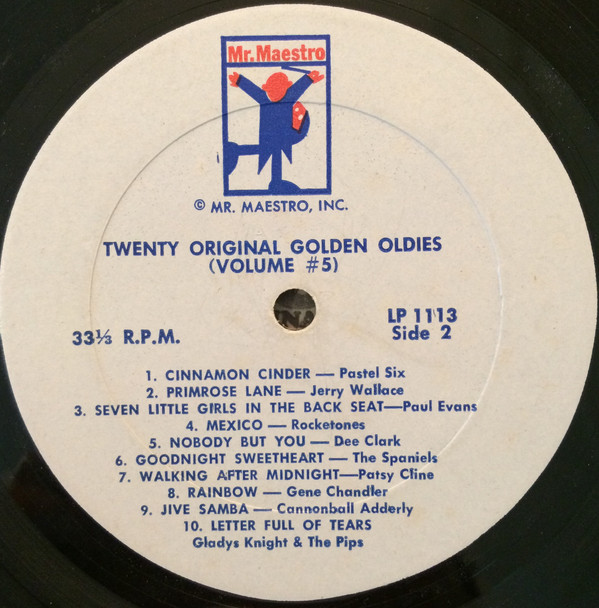 Mr. Maestro
© MR. MAESTRO, INC.
TWENTY ORIGINAL GOLDEN OLDIES
(VOLUME #5)
33⅓ R.P.M.
LP 1113
Side 2
1. CINNAMON CINDER — Pastel Six
2. PRIMROSE LANE — Jerry Wallace
3. SEVEN LITTLE GIRLS IN THE BACK SEAT—Paul Evans
4. MEXICO — Rocketones
5. NOBODY BUT YOU — Dee Clark
6. GOODNIGHT SWEETHEART — The Spaniels
7. WALKING AFTER MIDNIGHT—Patsy Cline
8. RAINBOW — Gene Chandler
9. JIVE SAMBA — Cannonball Adderly
10. LETTER FULL OF TEARS
Gladys Knight & The Pips